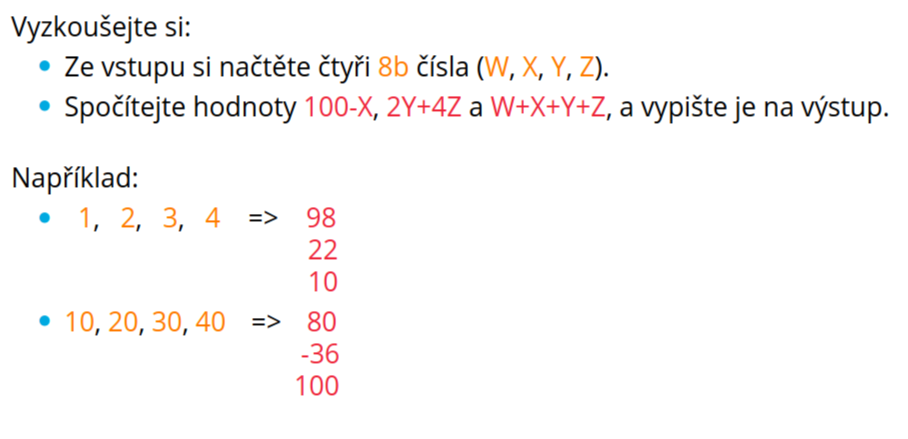 Vyzkoušejte si:
• Ze vstupu si načtěte čtyři 8b čísla (W, X, Y, Z).
• Spočítejte hodnoty 100-X, 2Y+4Z a W+X+Y+Z, a vypište je na výstup.
Například:
• 1, 2, 3, 4 => 98
22
10
• 10, 20, 30, 40 => 80
-36
100